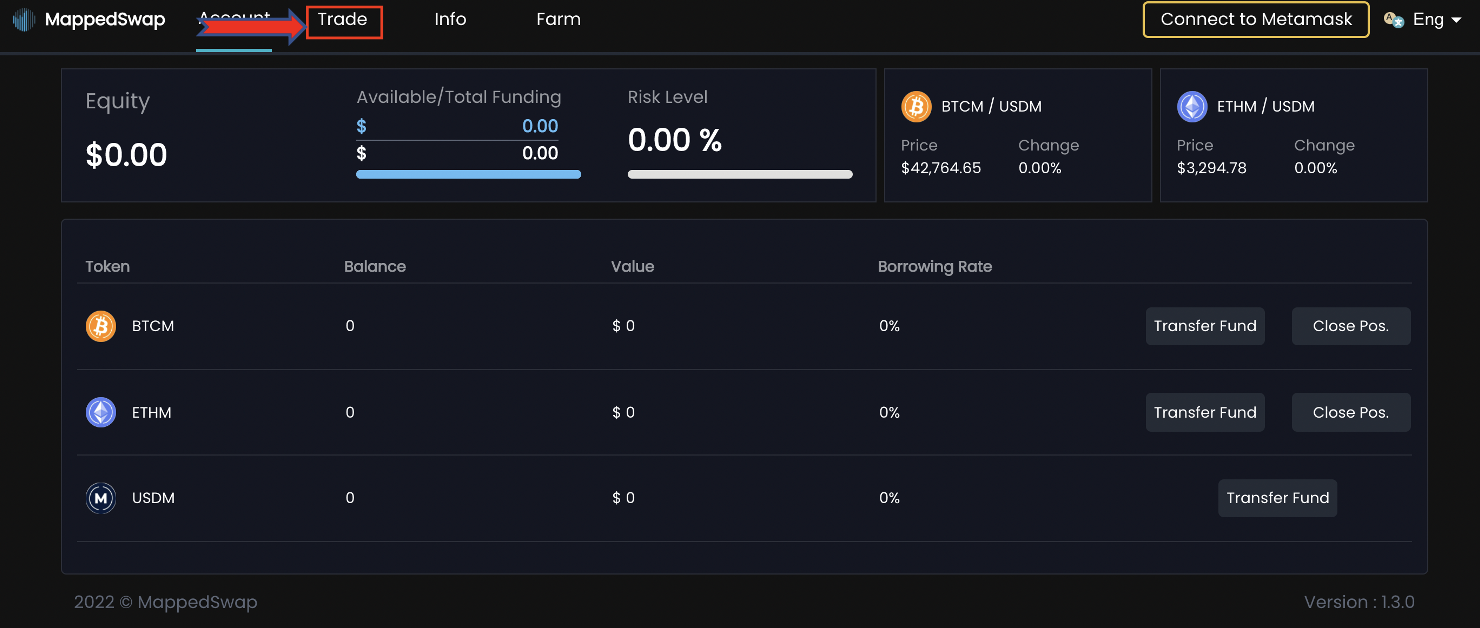 MappedSwap Account Trade Info Farm Connect to Metamask Eng
Equity
$0.00
Available/Total Funding
$ 0.00
$ 0.00
Risk Level
0.00 %
BTCM / USDM
Price Change
$42,764.65 0.00%
ETHM / USDM
Price Change
$3,294.78 0.00%
Token Balance Value Borrowing Rate
BTCM 0 $ 0 0% Transfer Fund Close Pos.
ETHM 0 $ 0 0% Transfer Fund Close Pos.
USDM 0 $ 0 0% Transfer Fund
2022 © MappedSwap Version : 1.3.0